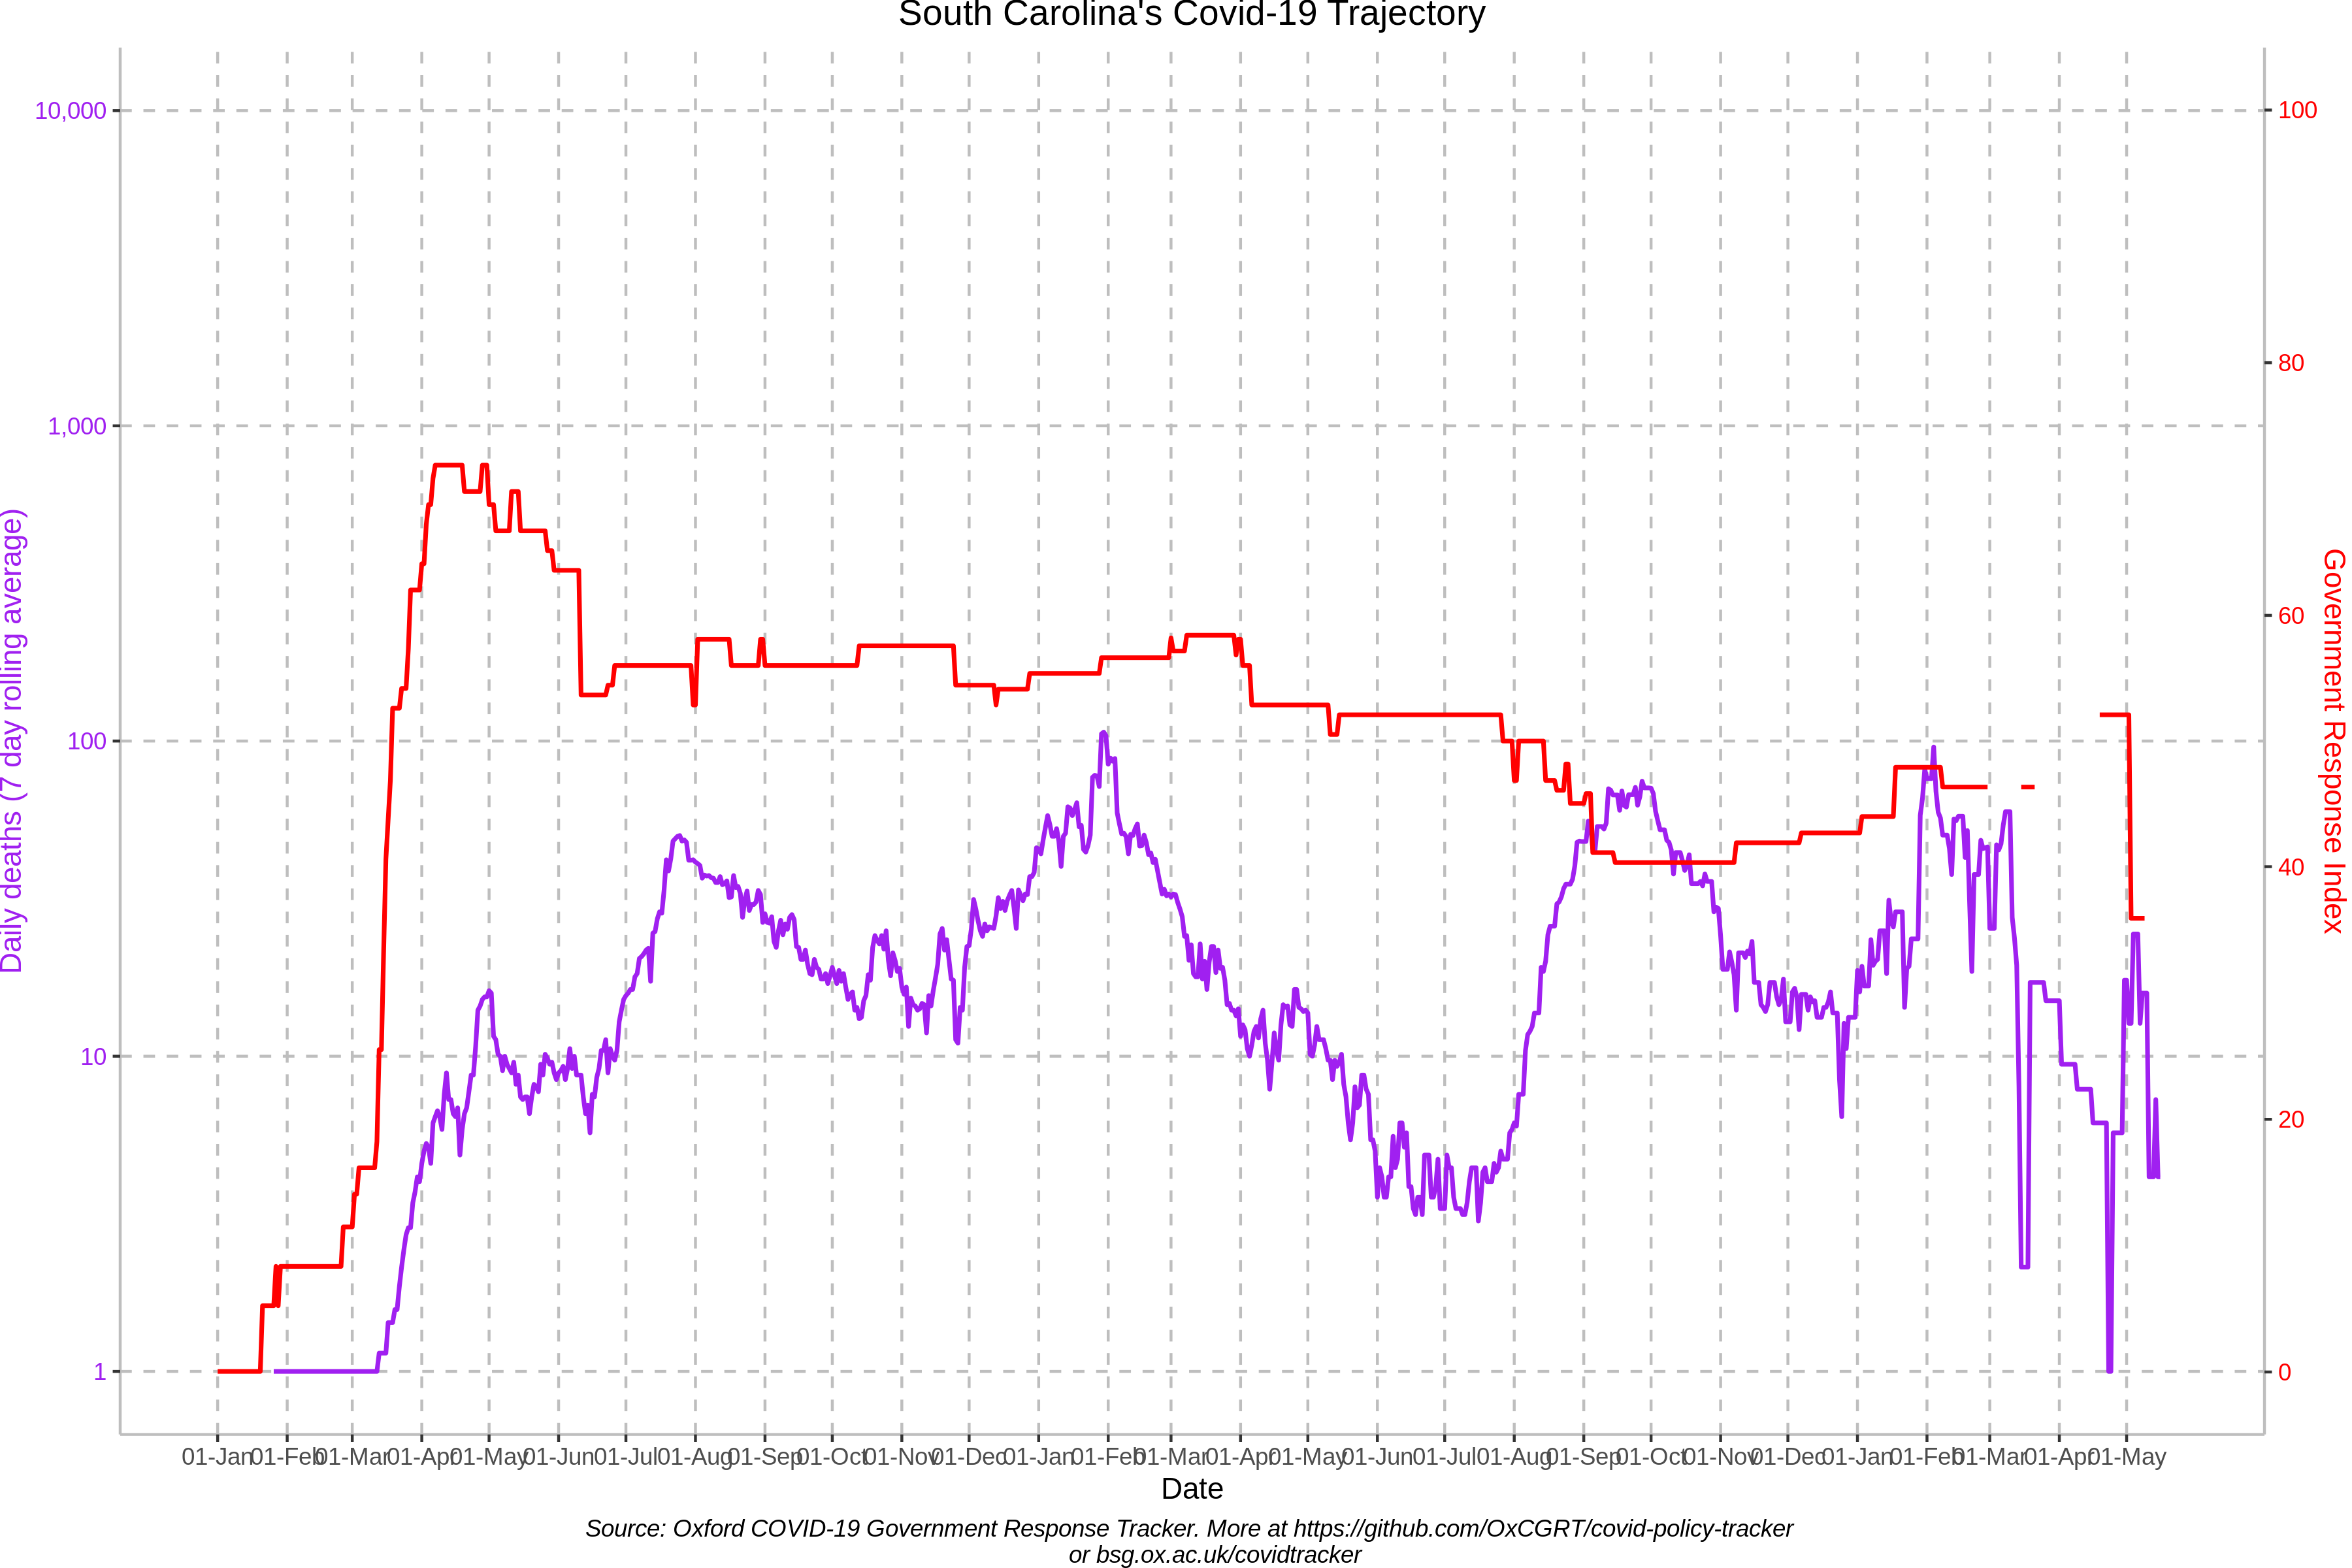 South Carolina's Covid-19 Trajectory
10,000
1,000
100
10
1
Daily deaths (7 day rolling average)
100
80
60
40
20
0
Government Response Index
01-Jan 01-Feb 01-Mar 01-Apr 01-May 01-Jun 01-Jul 01-Aug 01-Sep 01-Oct 01-Nov 01-Dec 01-Jan 01-Feb 01-Mar 01-Apr 01-May 01-Jun 01-Jul 01-Aug 01-Sep 01-Oct 01-Nov 01-Dec 01-Jan 01-Feb 01-Mar 01-Apr 01-May
Date
Source: Oxford COVID-19 Government Response Tracker. More at https://github.com/OxCGRT/covid-policy-tracker
or bsg.ox.ac.uk/covidtracker